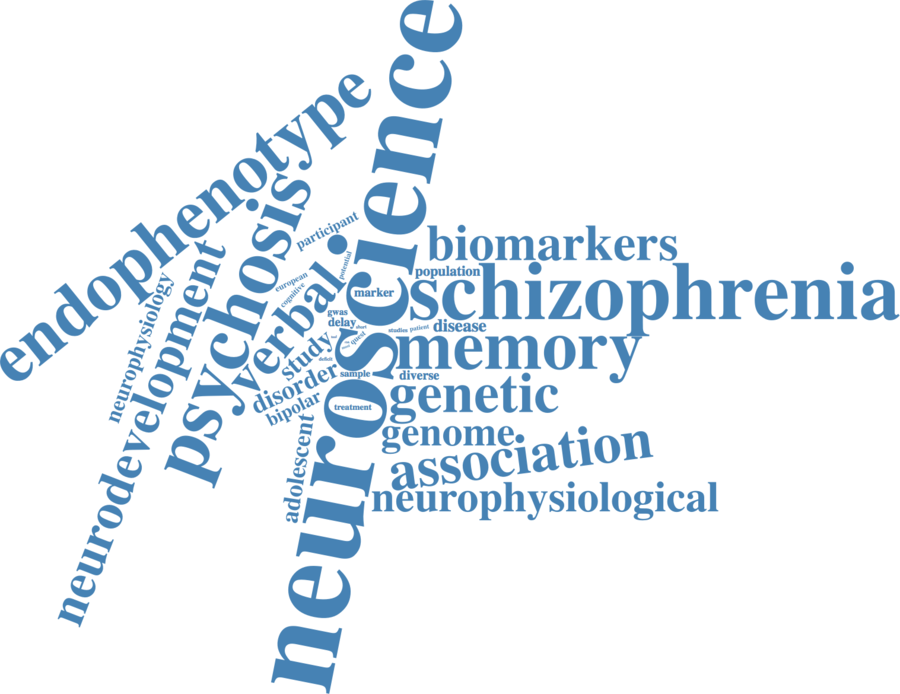 neuroscience
endophenotype
psychosis
participant
biomarkers
population
schizophrenia
neurophysiology
neurodevelopment
verbal
european
cognitive
potential
marker
gwas
delay
short
studies
patient
disease
quest
memory
study
deficit
sample
diverse
disorder
bipolar
treatment
genetic
genome
association
adolescent
neurophysiological